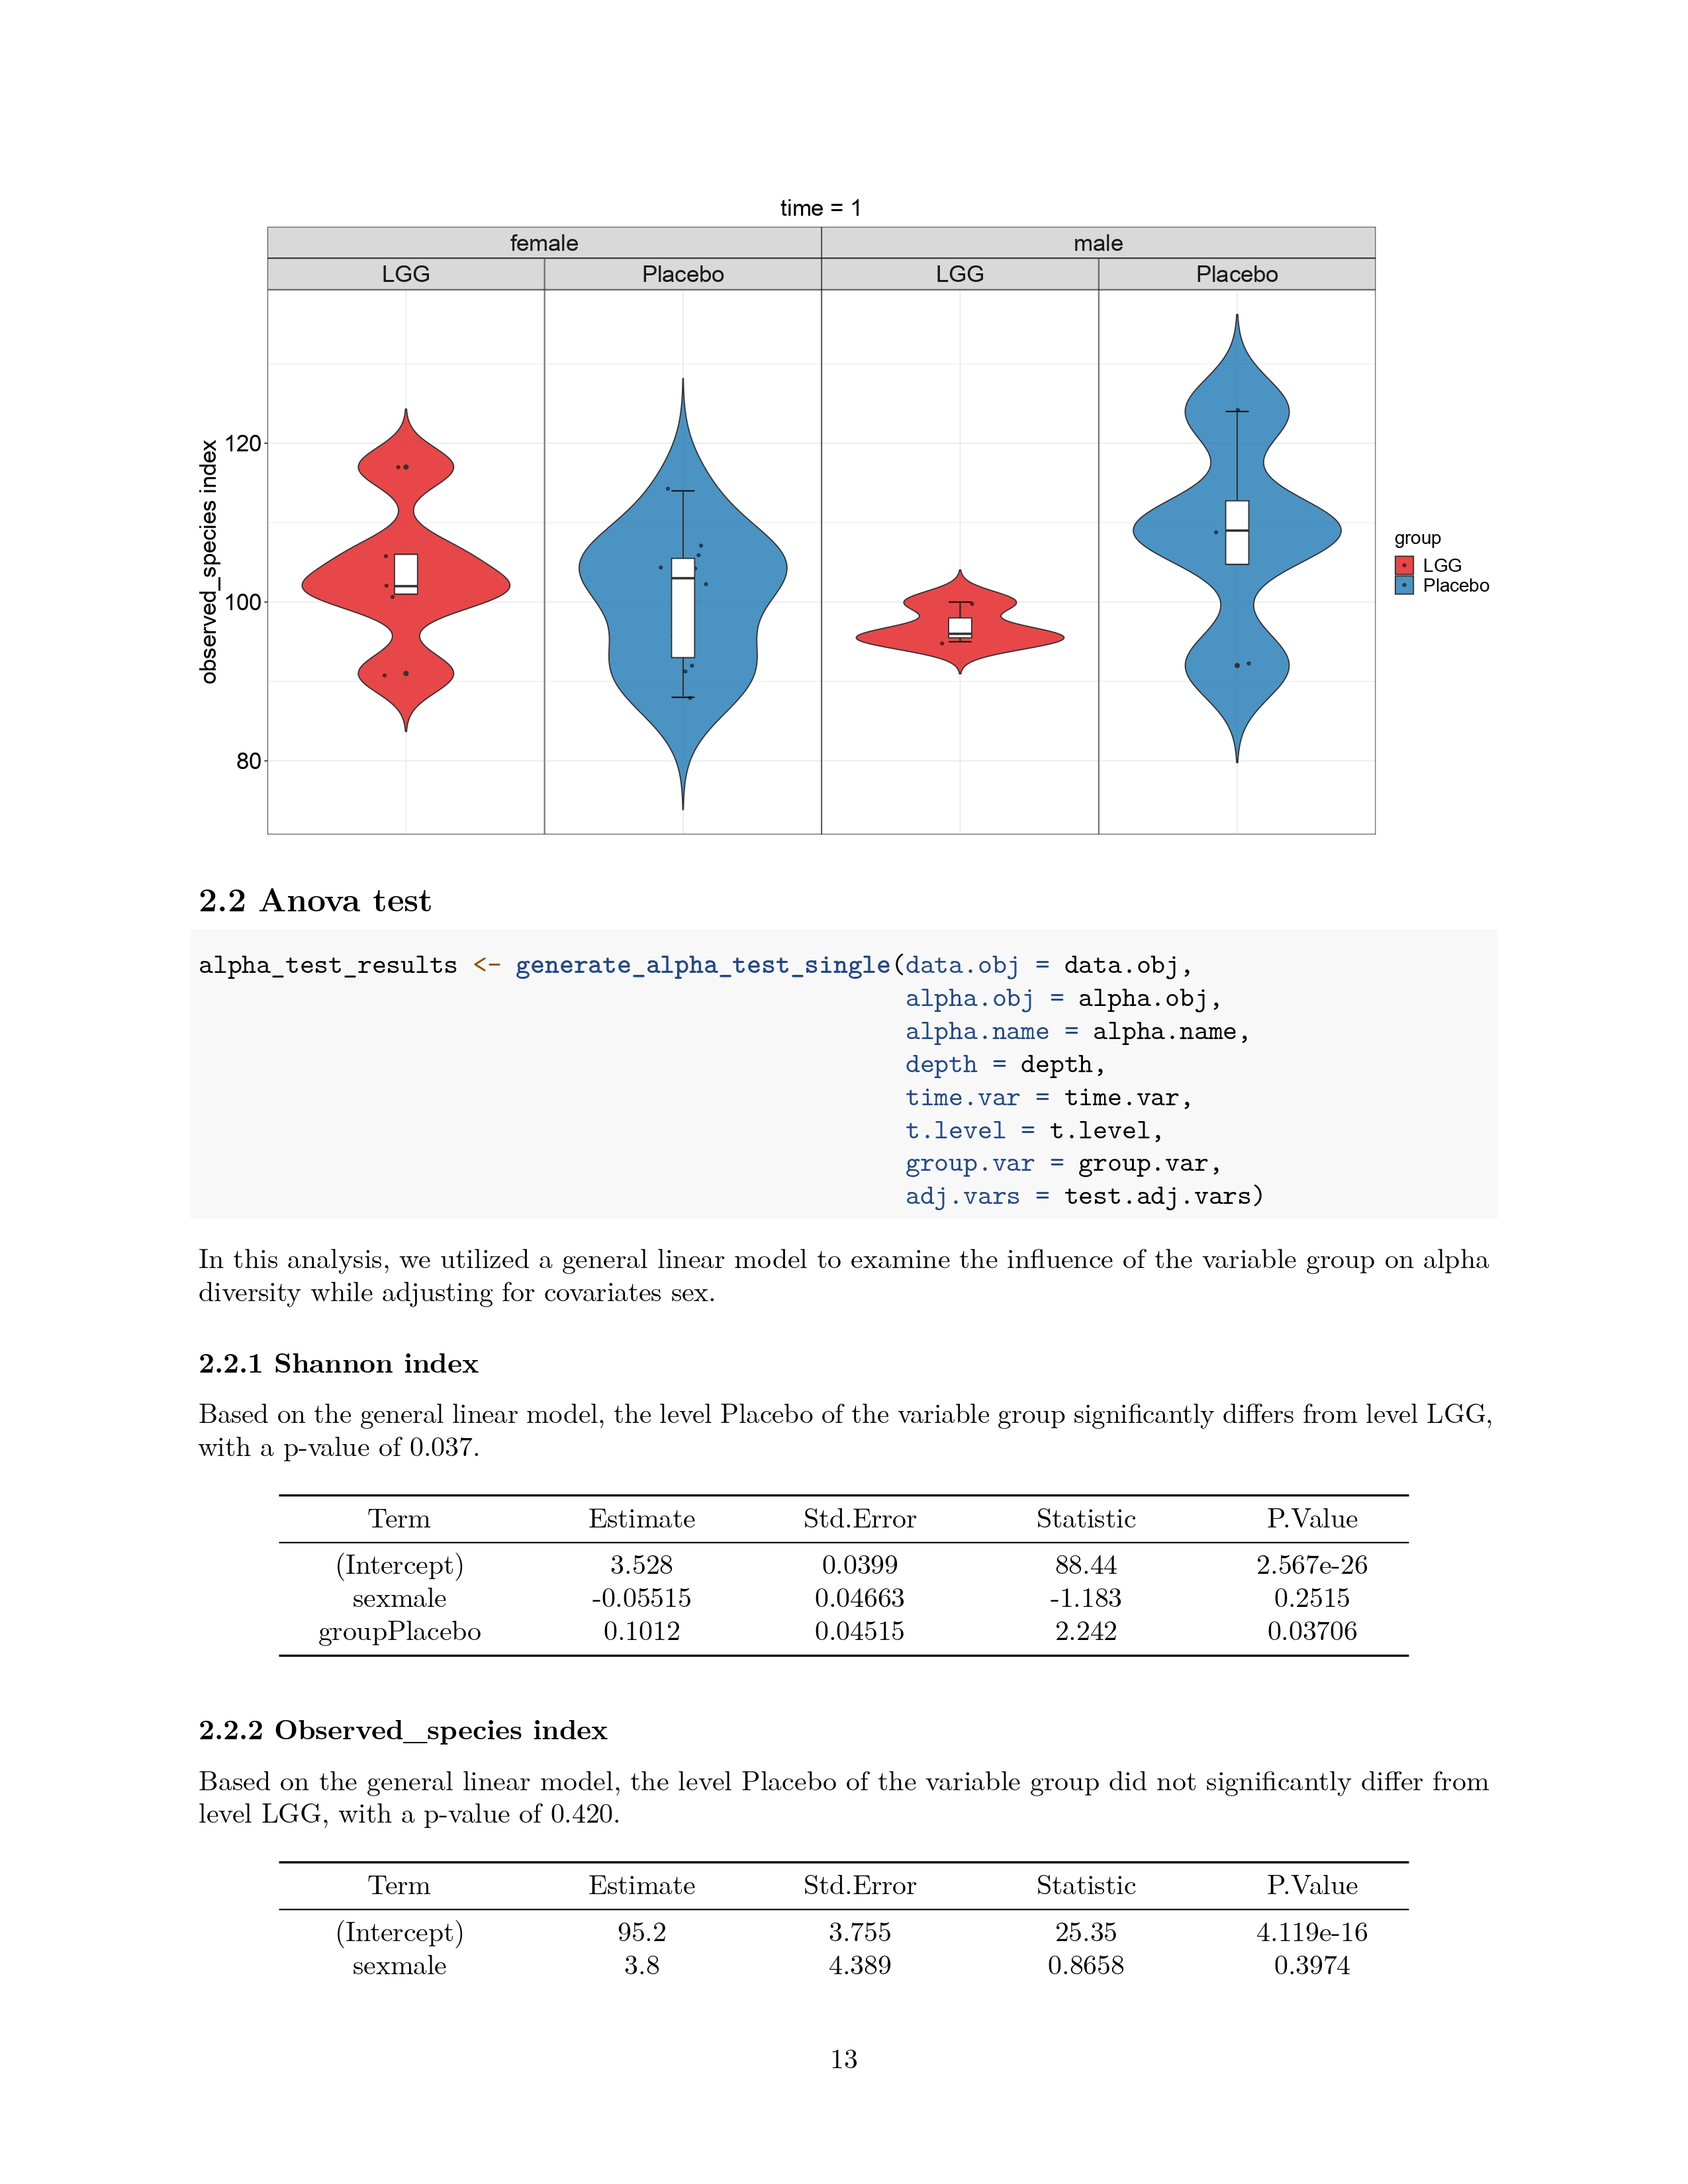 time = 1
female male
LGG Placebo LGG Placebo
observed_species index
120
100
80
group
LGG
Placebo
2.2 Anova test
alpha_test_results <- generate_alpha_test_single(data.obj = data.obj,
alpha.obj = alpha.obj,
alpha.name = alpha.name,
depth = depth,
time.var = time.var,
t.level = t.level,
group.var = group.var,
adj.vars = test.adj.vars)
In this analysis, we utilized a general linear model to examine the influence of the variable group on alpha
diversity while adjusting for covariates sex.
2.2.1 Shannon index
Based on the general linear model, the level Placebo of the variable group significantly differs from level LGG,
with a p-value of 0.037.
Term Estimate Std.Error Statistic P.Value
(Intercept) 3.528 0.0399 88.44 2.567e-26
sexmale -0.05515 0.04663 -1.183 0.2515
groupPlacebo 0.1012 0.04515 2.242 0.03706
2.2.2 Observed_species index
Based on the general linear model, the level Placebo of the variable group did not significantly differ from
level LGG, with a p-value of 0.420.
Term Estimate Std.Error Statistic P.Value
(Intercept) 95.2 3.755 25.35 4.119e-16
sexmale 3.8 4.389 0.8658 0.3974
13